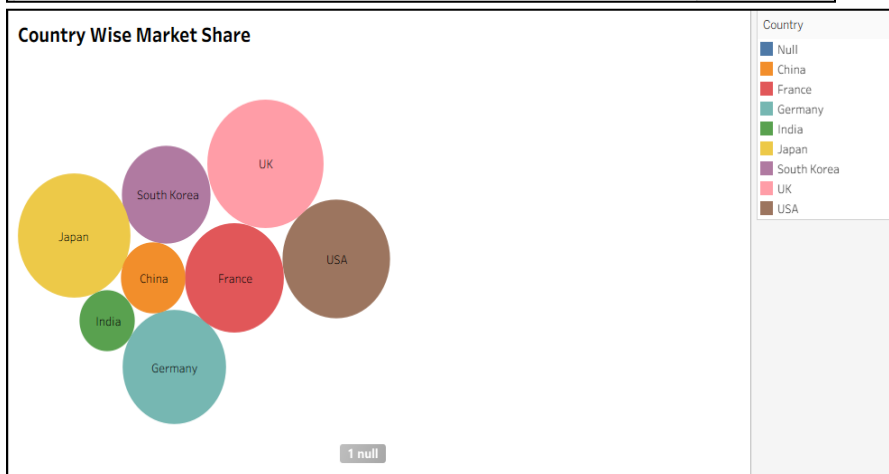 Country Wise Market Share
UK
South Korea
Japan
USA
China
France
India
Germany
1 null
Country
Null
China
France
Germany
India
Japan
South Korea
UK
USA